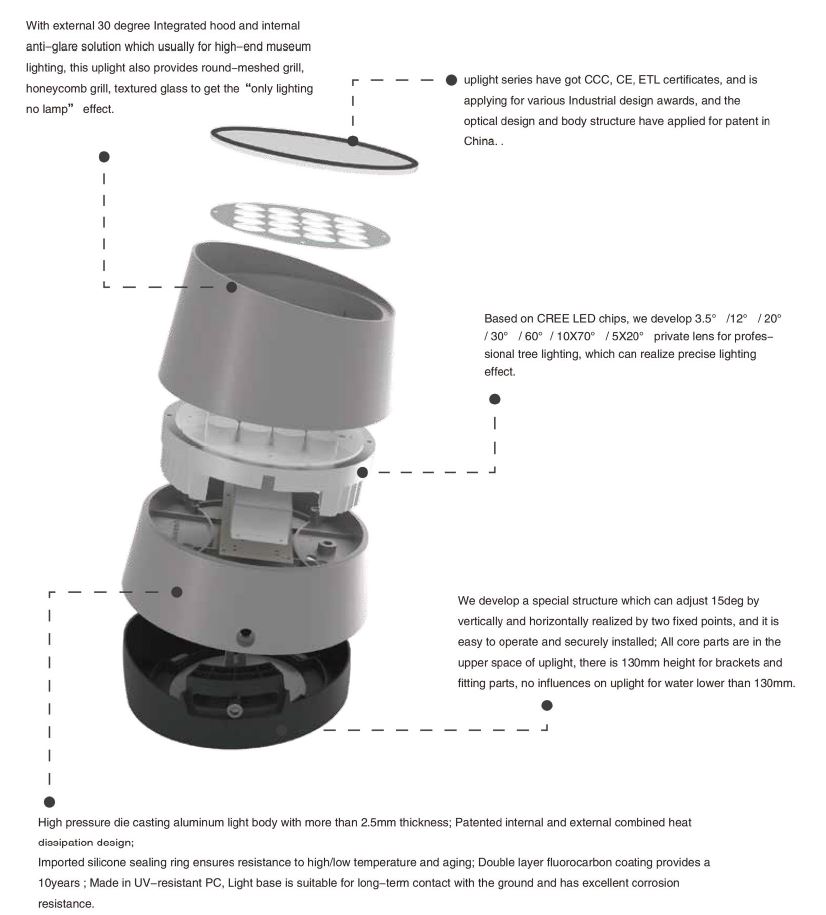 With external 30 degree Integrated hood and internal
anti-glare solution which usually for high-end museum
lighting, this uplight also provides round-meshed grill,
honeycomb grill, textured glass to get the “only lighting
no lamp” effect.
uplight series have got CCC, CE, ETL certificates, and is
applying for various Industrial design awards, and the
optical design and body structure have applied for patent in
China. .
Based on CREE LED chips, we develop 3.5° /12° / 20°
/ 30° / 60° / 10X70° / 5X20° private lens for profes-
sional tree lighting, which can realize precise lighting
effect.
We develop a special structure which can adjust 15deg by
vertically and horizontally realized by two fixed points, and it is
easy to operate and securely installed; All core parts are in the
upper space of uplight, there is 130mm height for brackets and
fitting parts, no influences on uplight for water lower than 130mm.
High pressure die casting aluminum light body with more than 2.5mm thickness; Patented internal and external combined heat
dissipation design;
Imported silicone sealing ring ensures resistance to high/low temperature and aging; Double layer fluorocarbon coating provides a
10years ; Made in UV-resistant PC, Light base is suitable for long-term contact with the ground and has excellent corrosion
resistance.